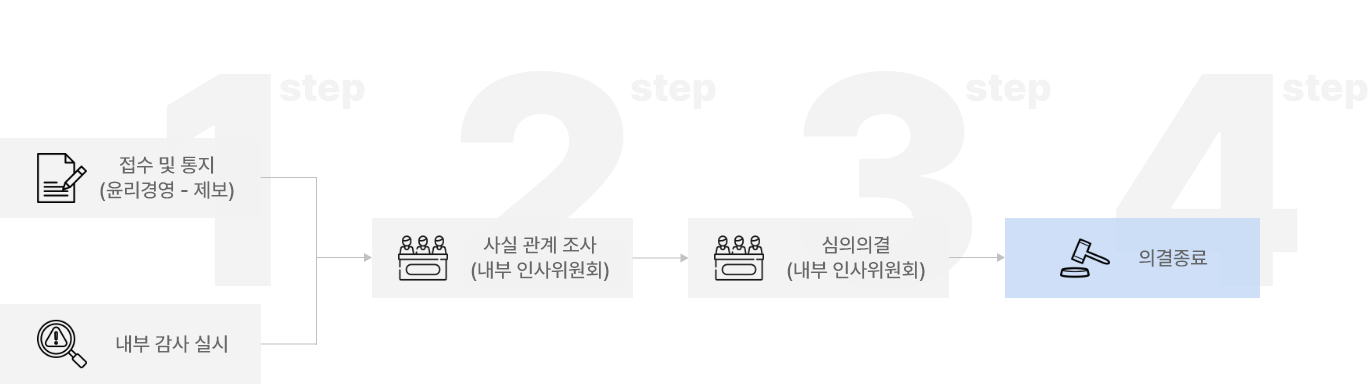 1 step
접수 및 통지
(윤리경영 - 제보)
내부 감사 실시
2 step
사실 관계 조사
(내부 인사위원회)
3 step
심의의결
(내부 인사위원회)
4 step
의결종료